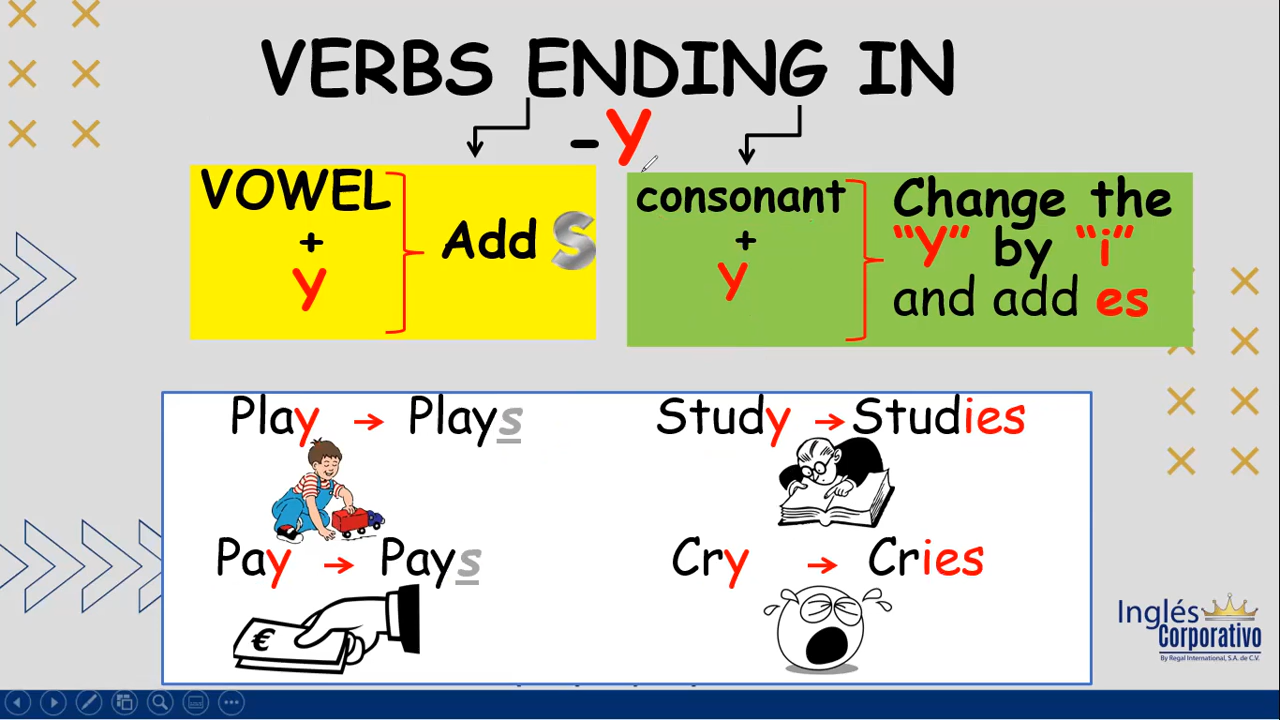 VERBS ENDING IN
-Y
VOWEL
+
Y
Add S
consonant
+
Y
Change the
“Y” by “i”
and add es
Play → Plays
Study → Studies
Pay → Pays
Cry → Cries
€
Inglés
Corporativo
By Regal International, S.A. de C.V.